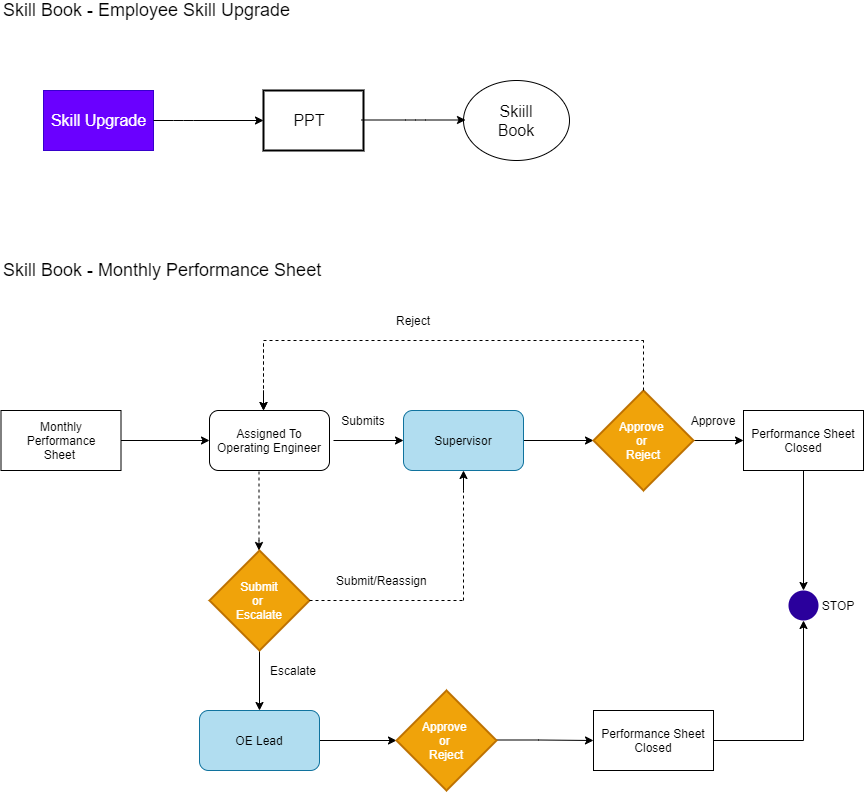 Skill Book - Employee Skill Upgrade
Skill Upgrade
PPT
Skiill
Book
Skill Book - Monthly Performance Sheet
Reject
Monthly
Performance
Sheet
Assigned To
Operating Engineer
Submits
Supervisor
Approve
or
Reject
Approve
Performance Sheet
Closed
Submit
or
Escalate
Submit/Reassign
STOP
Escalate
OE Lead
Approve
or
Reject
Performance Sheet
Closed